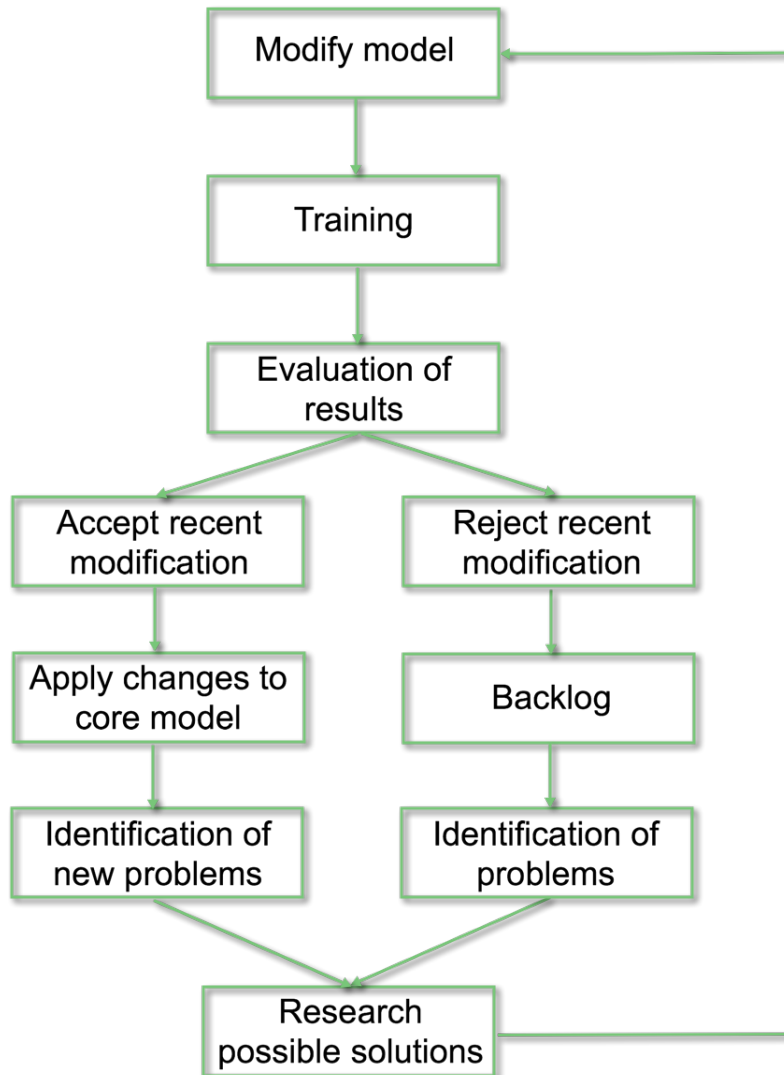 Modify model
Training
Evaluation of
results
Accept recent
modification
Reject recent
modification
Apply changes to
core model
Backlog
Identification of
new problems
Identification of
problems
Research
possible solutions